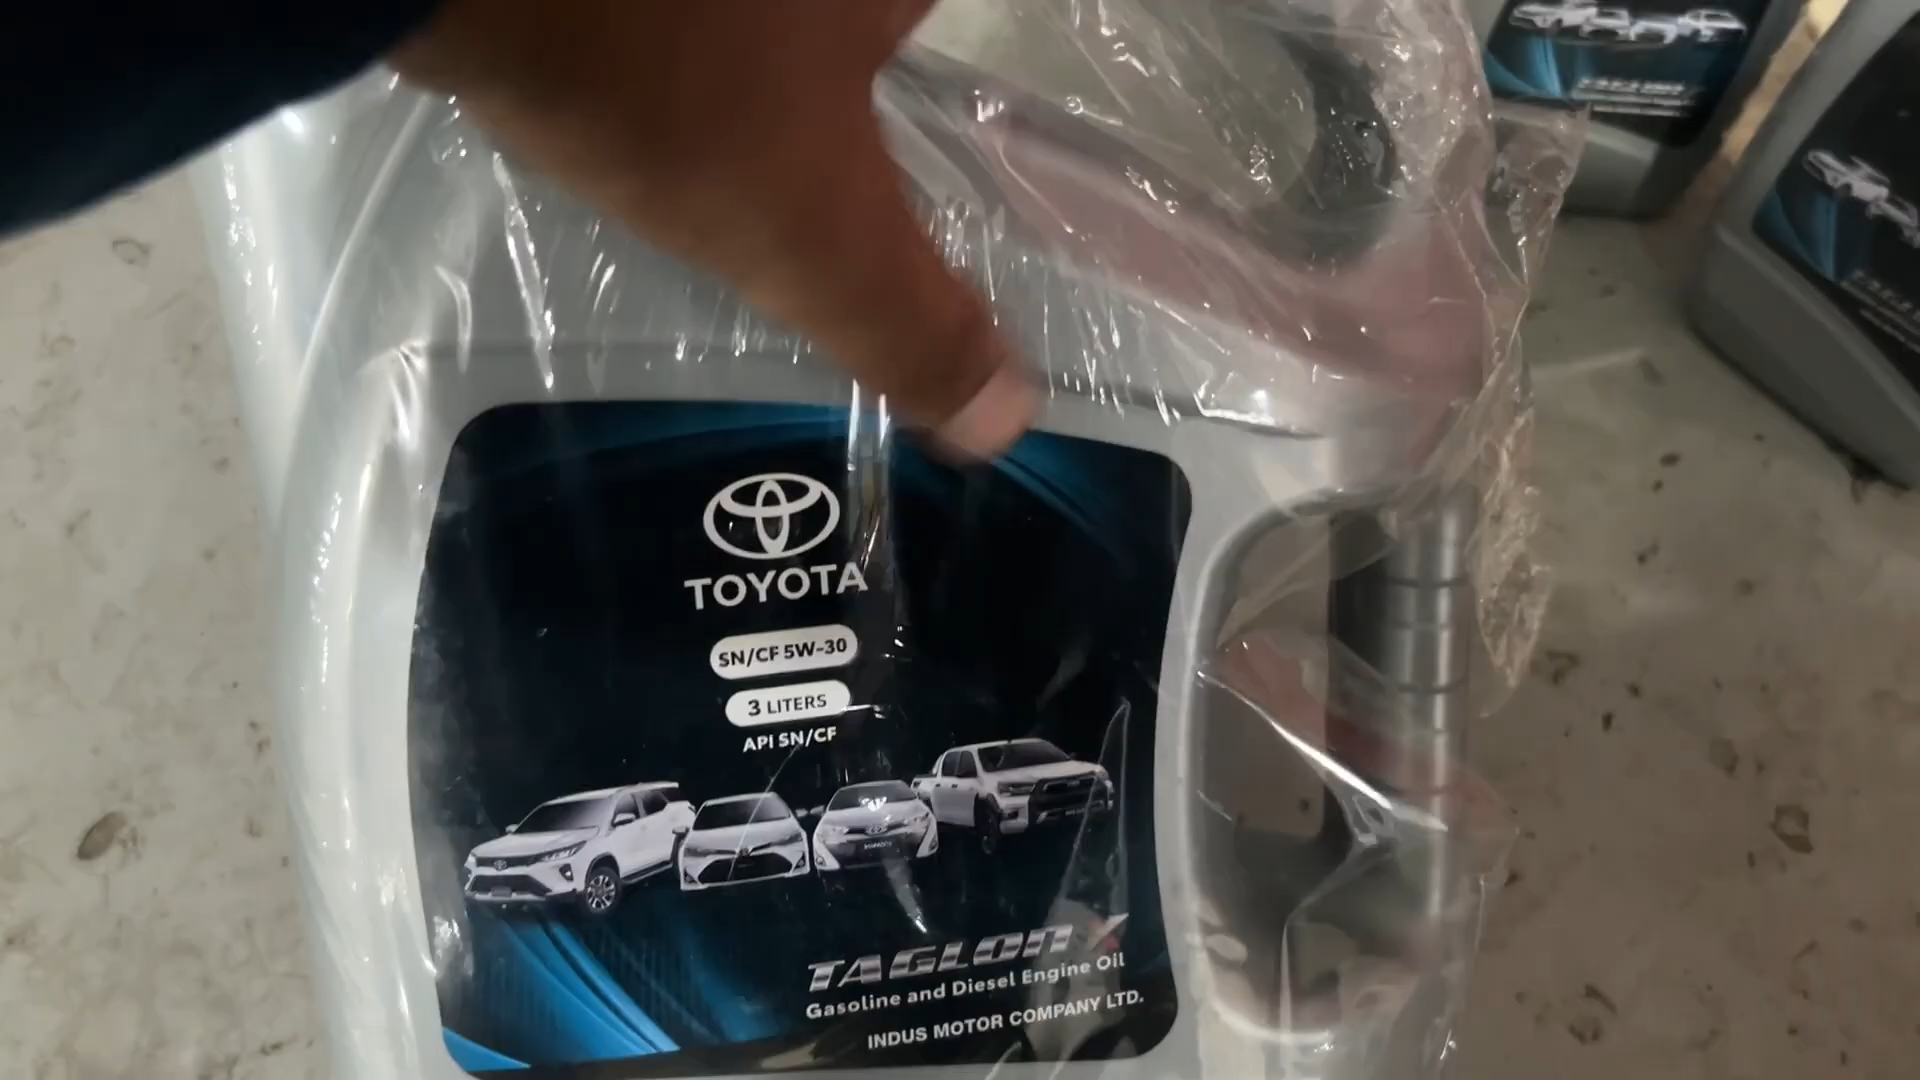 TOYOTA
SN/CF 5W-30
3 LITERS
API SN/CF
TAGLON
Gasoline and Diesel Engine Oil
INDUS MOTOR COMPANY LTD.